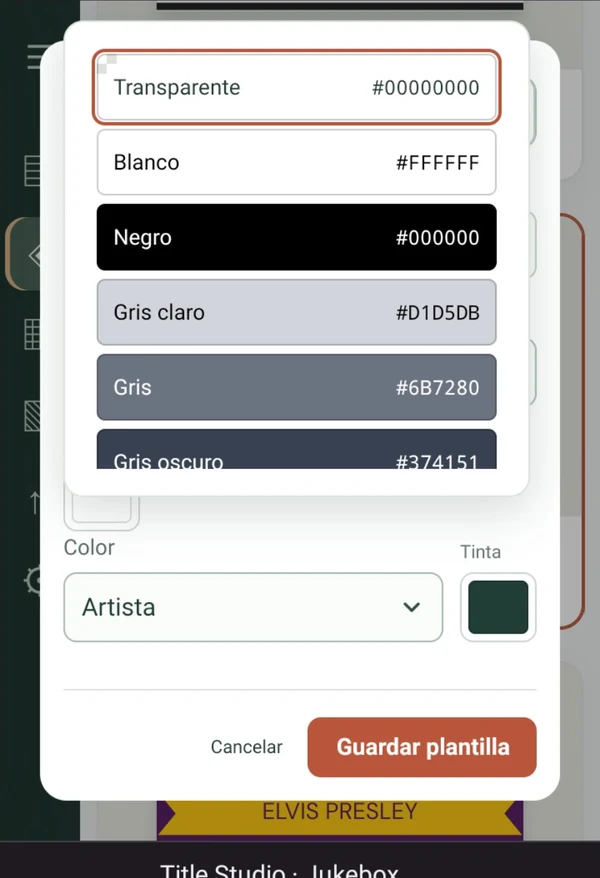 Transparente #00000000
Blanco #FFFFFF
Negro #000000
Gris claro #D1D5DB
Gris #6B7280
Gris oscuro #374151
Color
Tinta
Artista
Cancelar Guardar plantilla
ELVIS PRESLEY
Title Studio · Jukebox